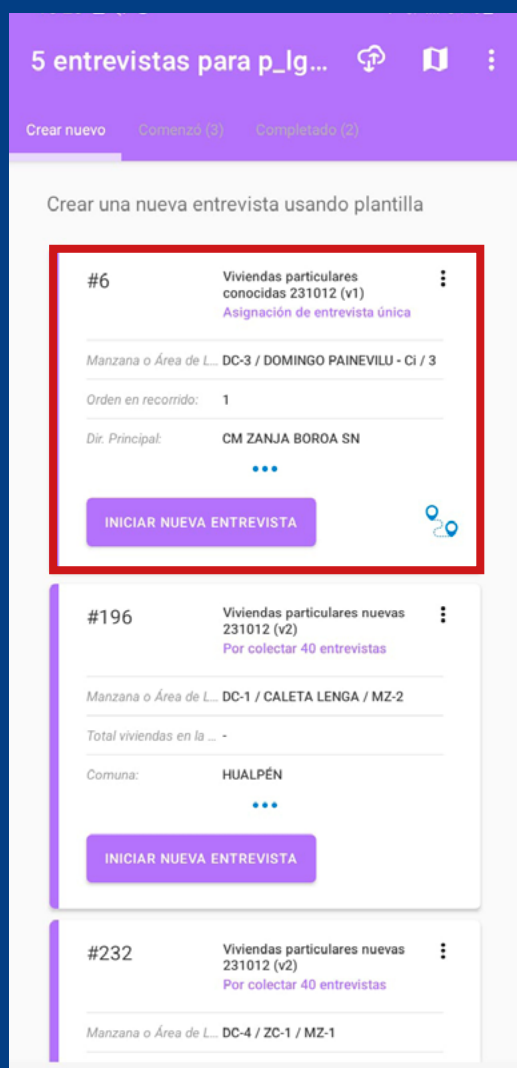 5 entrevistas para p_lg...
Crear nuevo Comenzó (3) Completado (2)
Crear una nueva entrevista usando plantilla
#6 Viviendas particulares
conocidas 231012 (v1)
Asignación de entrevista única
Manzana o Área de L... DC-3 / DOMINGO PAINEVILU - Ci / 3
Orden en recorrido: 1
Dir. Principal: CM ZANJA BOROA SN
INICIAR NUEVA ENTREVISTA
#196 Viviendas particulares nuevas
231012 (v2)
Por colectar 40 entrevistas
Manzana o Área de L... DC-1 / CALETA LENGA / MZ-2
Total viviendas en la ... -
Comuna: HUALPÉN
INICIAR NUEVA ENTREVISTA
#232 Viviendas particulares nuevas
231012 (v2)
Por colectar 40 entrevistas
Manzana o Área de L... DC-4 / ZC-1 / MZ-1